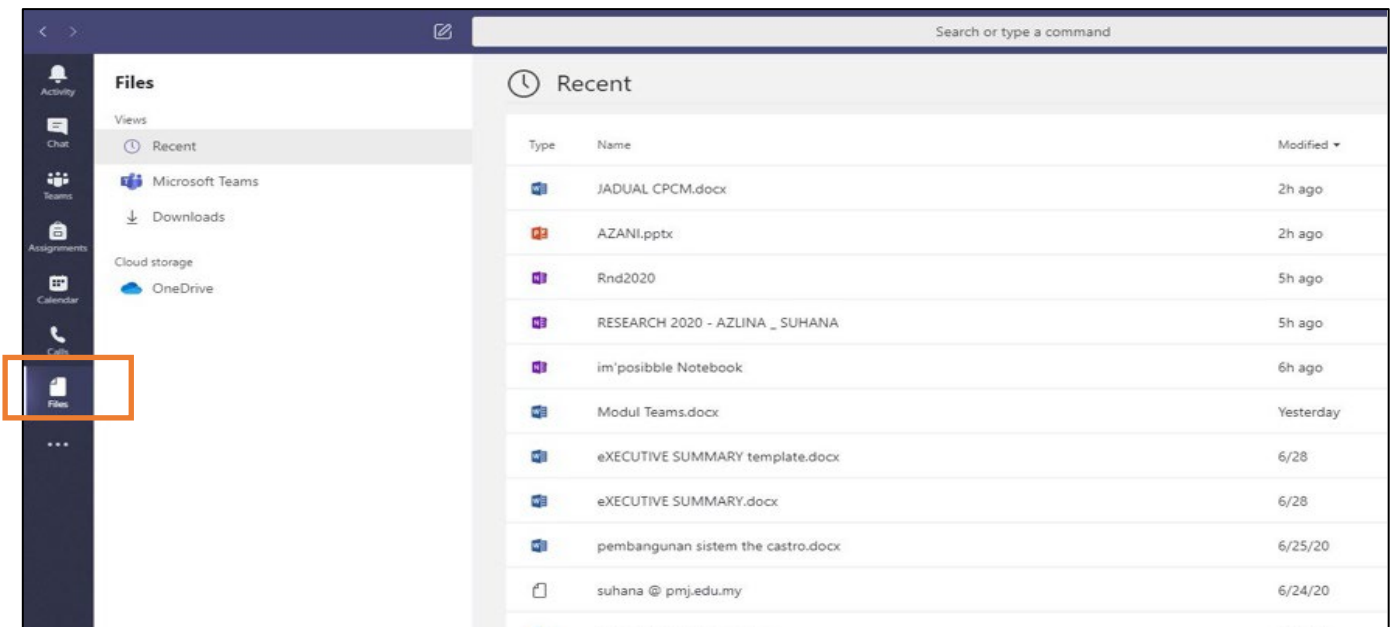 Search or type a command
Activity
Chat
Teams
Assignments
Calendar
Calls
Files
Files
Views
Recent
Microsoft Teams
Downloads
Cloud storage
OneDrive
Recent
Type Name Modified
JADUAL CPCM.docx 2h ago
AZANI.pptx 2h ago
Rnd2020 5h ago
RESEARCH 2020 - AZLINA _ SUHANA 5h ago
im'posibble Notebook 6h ago
Modul Teams.docx Yesterday
eXECUTIVE SUMMARY template.docx 6/28
eXECUTIVE SUMMARY.docx 6/28
pembangunan sistem the castro.docx 6/25/20
suhana @ pmj.edu.my 6/24/20